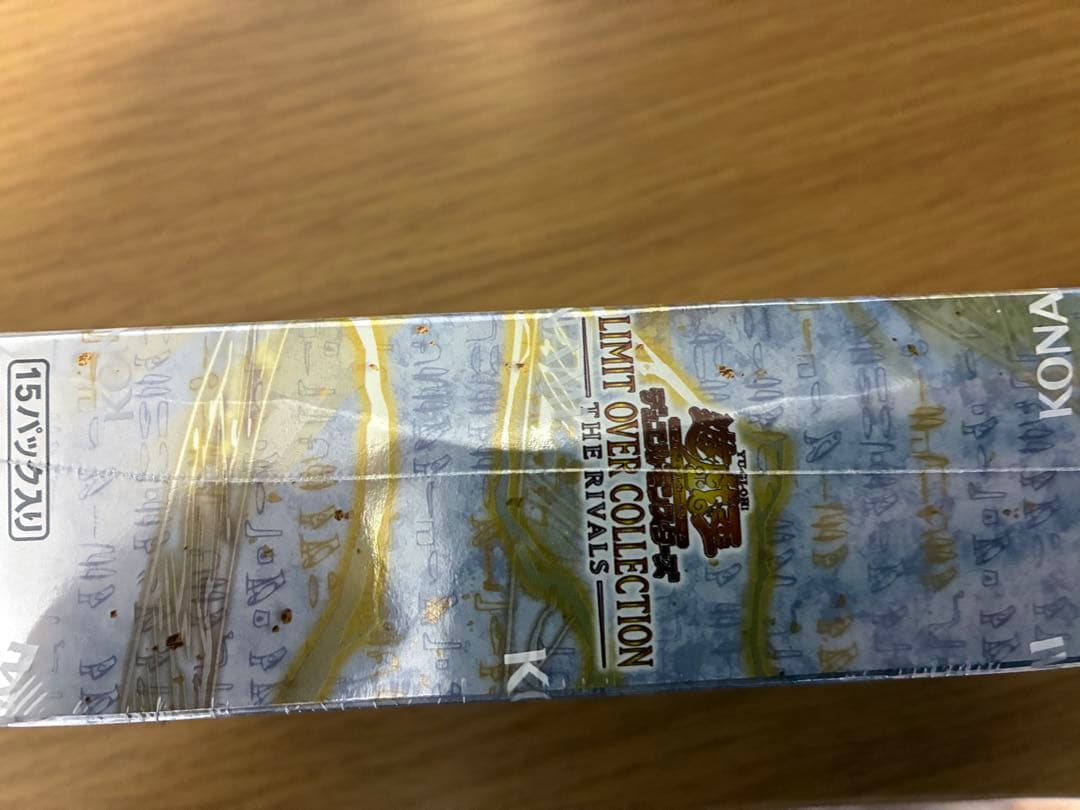 YU-GI-OH!
遊戯王
デュエルモンスターズ
LIMIT OVER COLLECTION
THE RIVALS
15パック入り
KONA
K